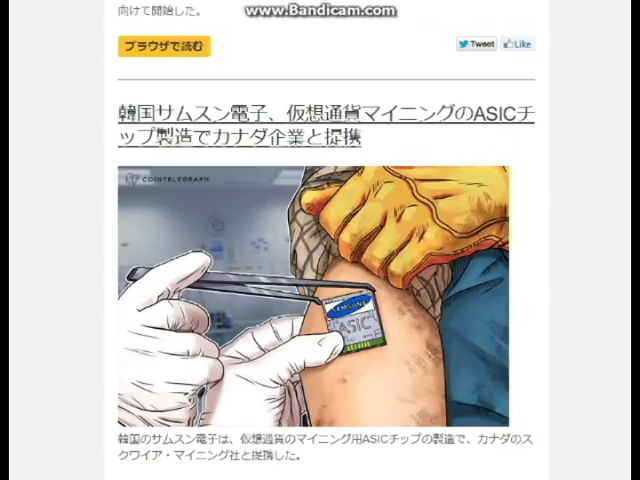 向けて開始した。
www.Bandicam.com
ブラウザで読む
Tweet
Like
韓国サムスン電子、仮想通貨マイニングのASICチ
ップ製造でカナダ企業と提携
COINTELEGRAPH
SAMSUNG
ASIC
韓国のサムスン電子は、仮想通貨のマイニング用ASICチップの製造で、カナダのス
クワイア・マイニング社と提携した。